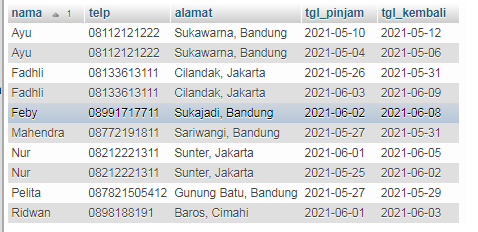 nama 1 telp alamat tgl_pinjam tgl_kembali
Ayu 08112121222 Sukawarna, Bandung 2021-05-10 2021-05-12
Ayu 08112121222 Sukawarna, Bandung 2021-05-04 2021-05-06
Fadhli 08133613111 Cilandak, Jakarta 2021-05-26 2021-05-31
Fadhli 08133613111 Cilandak, Jakarta 2021-06-03 2021-06-09
Feby 08991717711 Sukajadi, Bandung 2021-06-02 2021-06-08
Mahendra 08772191811 Sariwangi, Bandung 2021-05-27 2021-05-31
Nur 08212221311 Sunter, Jakarta 2021-06-01 2021-06-05
Nur 08212221311 Sunter, Jakarta 2021-05-25 2021-06-02
Pelita 087821505412 Gunung Batu, Bandung 2021-05-27 2021-05-29
Ridwan 0898188191 Baros, Cimahi 2021-06-01 2021-06-03